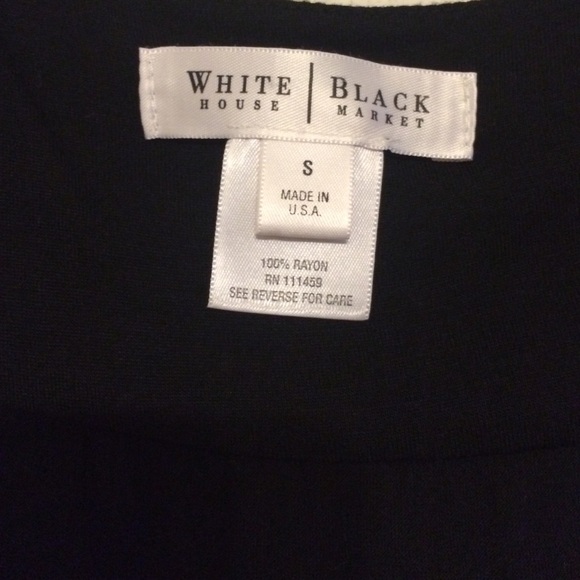 WHITE | BLACK
HOUSE MARKET
S
MADE IN
U.S.A.
100% RAYON
RN 111459
SEE REVERSE FOR CARE